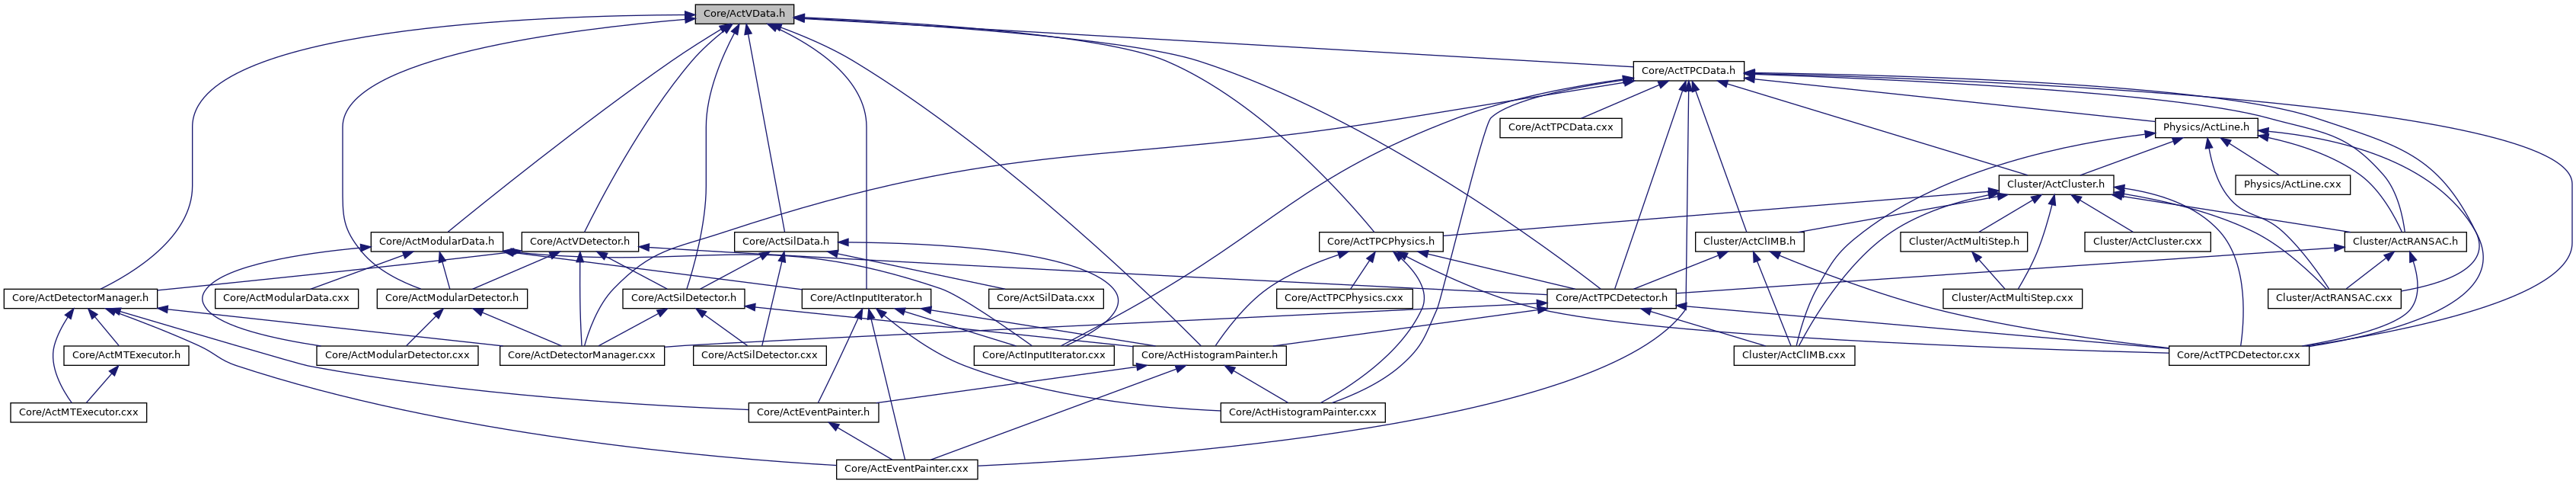 Core/ActVData.h
Core/ActTPCData.h
Core/ActTPCData.cxx
Physics/ActLine.h
Cluster/ActCluster.h
Physics/ActLine.cxx
Core/ActModularData.h
Core/ActVDetector.h
Core/ActSilData.h
Core/ActTPCPhysics.h
Cluster/ActClIMB.h
Cluster/ActMultiStep.h
Cluster/ActCluster.cxx
Cluster/ActRANSAC.h
Core/ActDetectorManager.h
Core/ActModularData.cxx
Core/ActModularDetector.h
Core/ActSilDetector.h
Core/ActInputIterator.h
Core/ActSilData.cxx
Core/ActTPCPhysics.cxx
Core/ActTPCDetector.h
Cluster/ActMultiStep.cxx
Cluster/ActRANSAC.cxx
Core/ActMTExecutor.h
Core/ActModularDetector.cxx
Core/ActDetectorManager.cxx
Core/ActSilDetector.cxx
Core/ActInputIterator.cxx
Core/ActHistogramPainter.h
Cluster/ActClIMB.cxx
Core/ActTPCDetector.cxx
Core/ActMTExecutor.cxx
Core/ActEventPainter.h
Core/ActHistogramPainter.cxx
Core/ActEventPainter.cxx